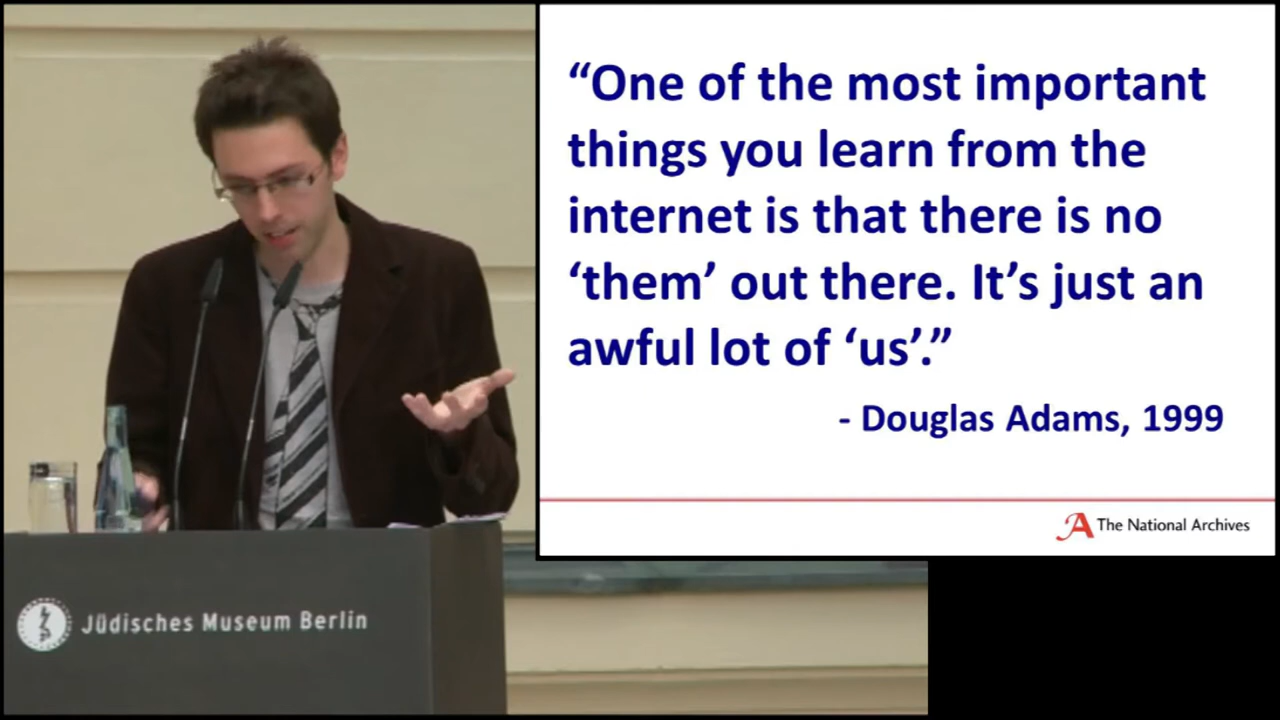 “One of the most important
things you learn from the
internet is that there is no
‘them’ out there. It’s just an
awful lot of ‘us’.”
- Douglas Adams, 1999
A The National Archives
Jüdisches Museum Berlin